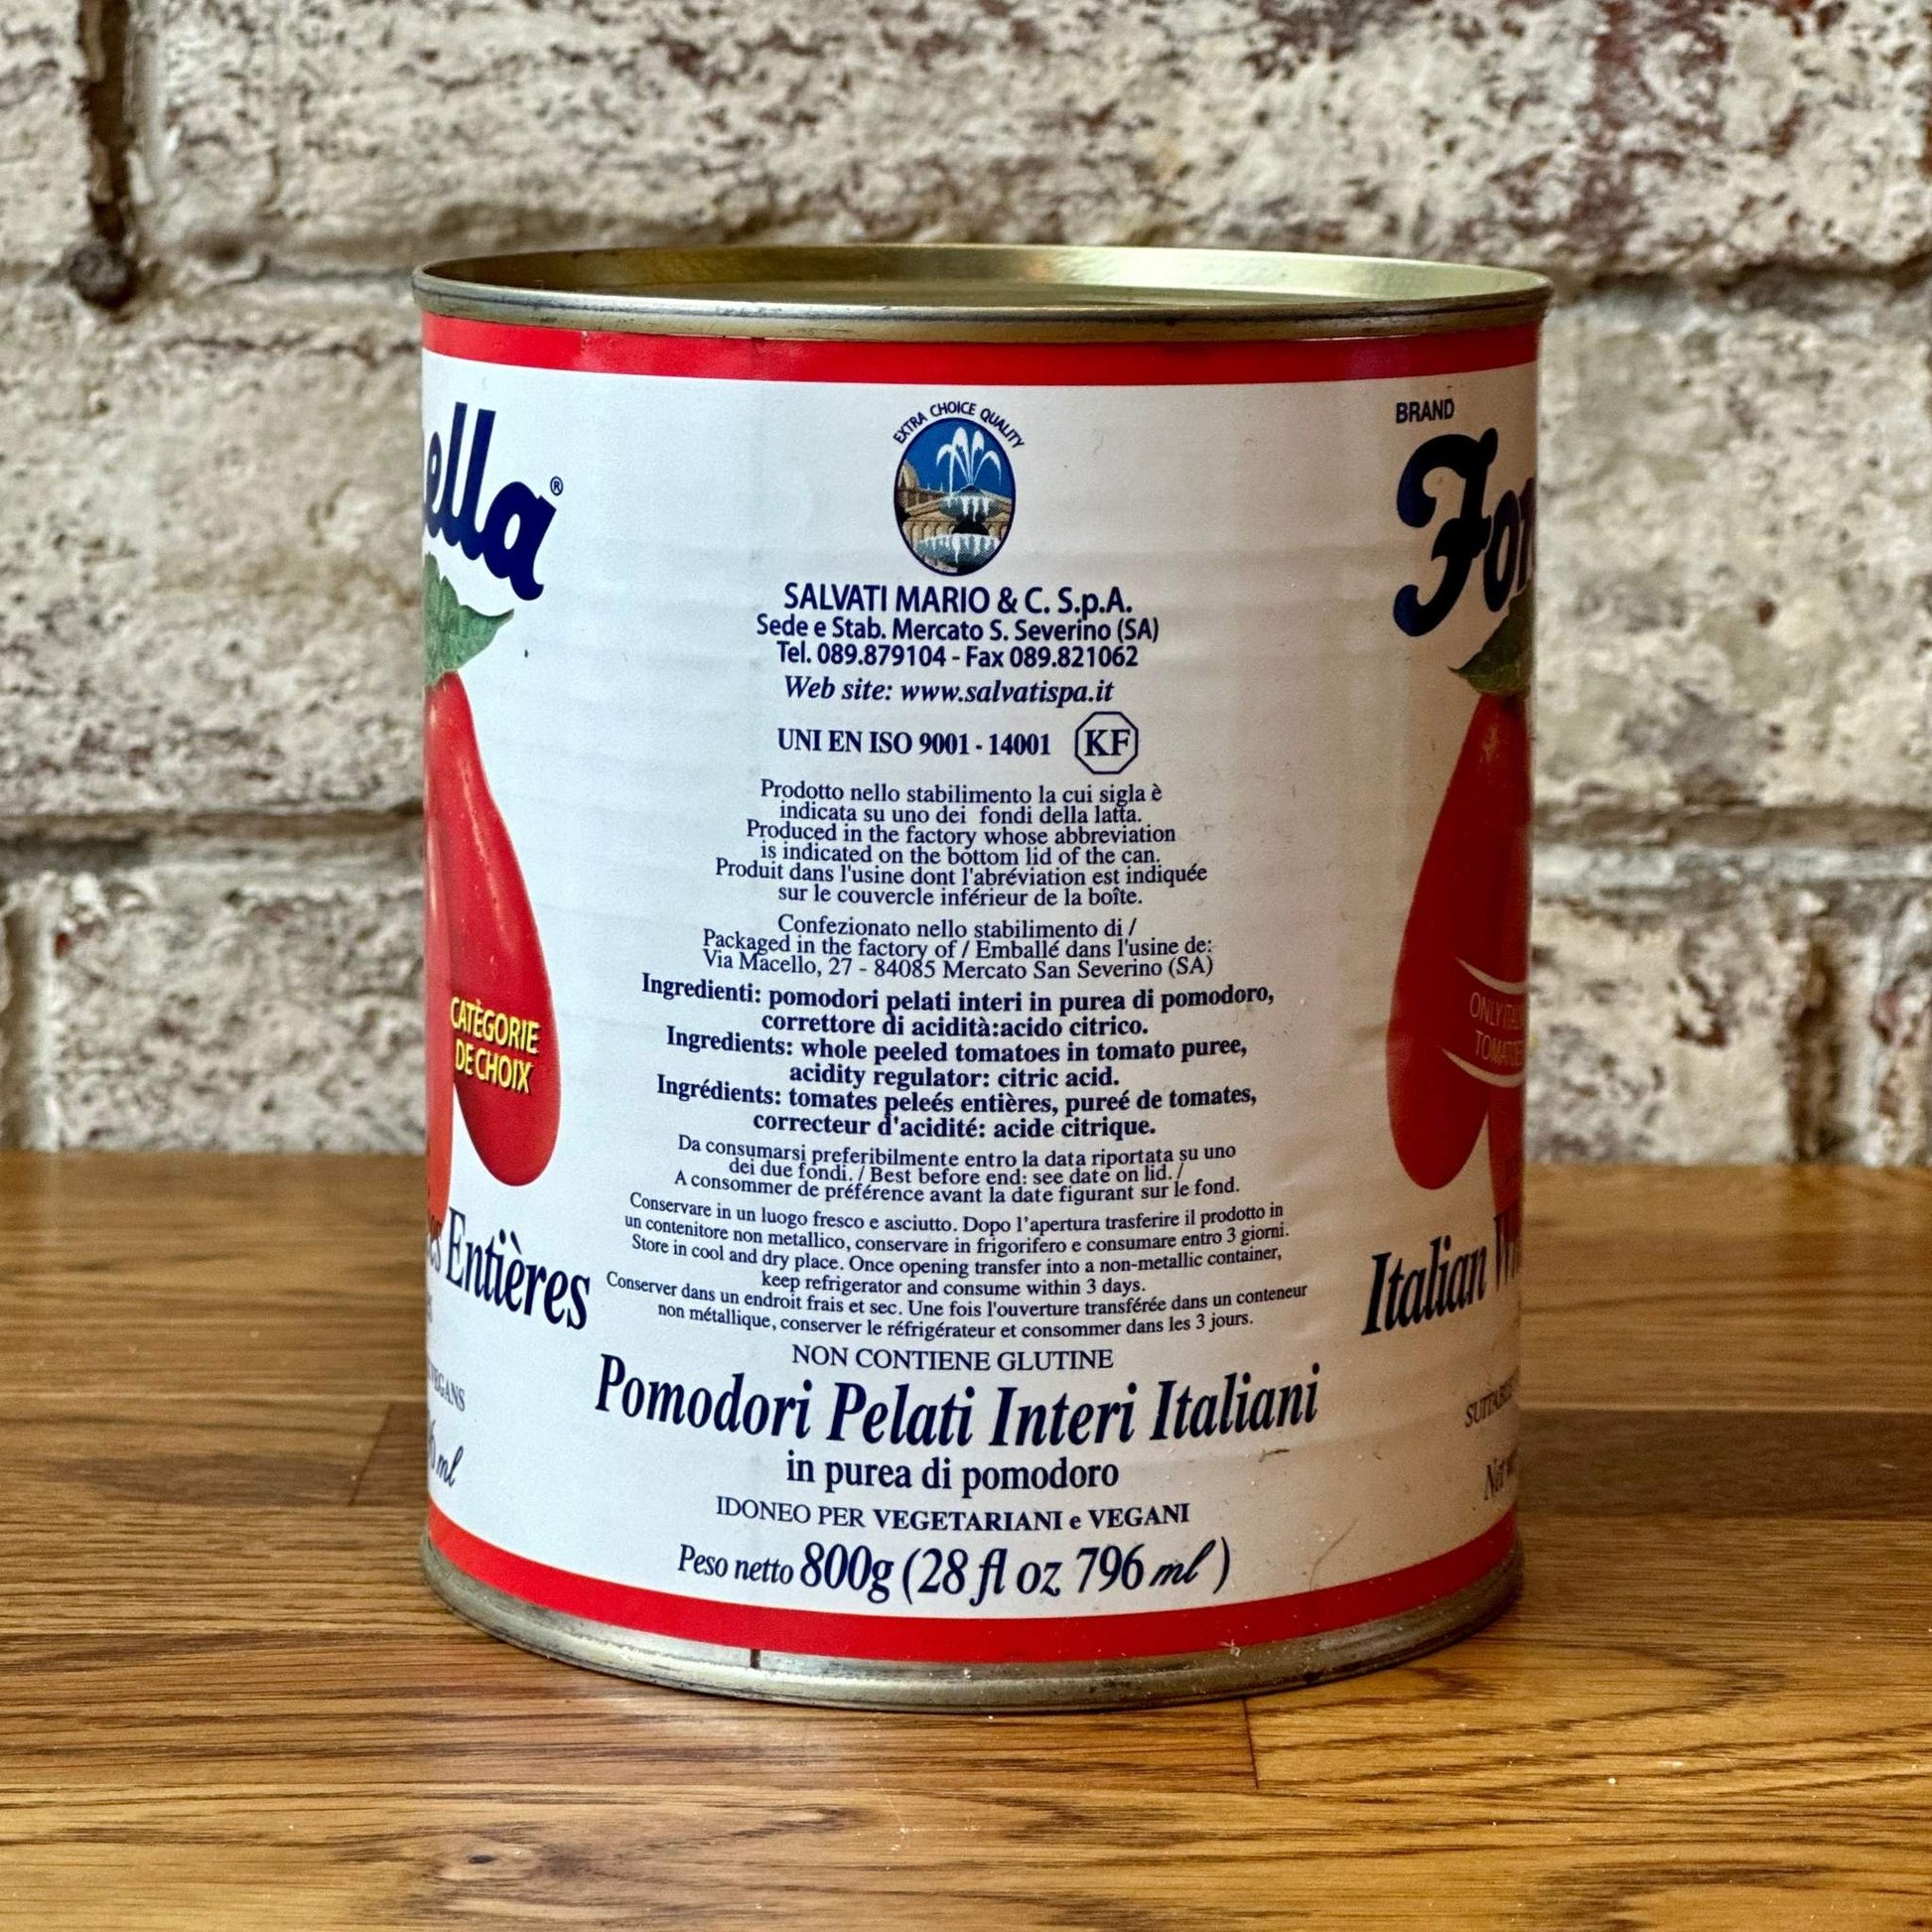 ella®
CATÈGORIE
DE CHOIX
Entières
VEGANS
ml
EXTRA CHOICE QUALITY
SALVATI MARIO & C. S.p.A.
Sede e Stab. Mercato S. Severino (SA)
Tel. 089.879104 - Fax 089.821062
Web site: www.salvatispa.it
UNI EN ISO 9001 - 14001 KF
Prodotto nello stabilimento la cui sigla è
indicata su uno dei fondi della latta.
Produced in the factory whose abbreviation
is indicated on the bottom lid of the can.
Produit dans l'usine dont l'abréviation est indiquée
sur le couvercle inférieur de la boîte.
Confezionato nello stabilimento di /
Packaged in the factory of / Emballé dans l'usine de:
Via Macello, 27 - 84085 Mercato San Severino (SA)
Ingredienti: pomodori pelati interi in purea di pomodoro,
correttore di acidità:acido citrico.
Ingredients: whole peeled tomatoes in tomato puree,
acidity regulator: citric acid.
Ingrédients: tomates peleés entières, pureé de tomates,
correcteur d'acidité: acide citrique.
Da consumarsi preferibilmente entro la data riportata su uno
dei due fondi. / Best before end: see date on lid. /
A consommer de préférence avant la date figurant sur le fond.
Conservare in un luogo fresco e asciutto. Dopo l'apertura trasferire il prodotto in
un contenitore non metallico, conservare in frigorifero e consumare entro 3 giorni.
Store in cool and dry place. Once opening transfer into a non-metallic container,
keep refrigerator and consume within 3 days.
Conserver dans un endroit frais et sec. Une fois l'ouverture transférée dans un conteneur
non métallique, conserver le réfrigérateur et consommer dans les 3 jours.
NON CONTIENE GLUTINE
Pomodori Pelati Interi Italiani
in purea di pomodoro
IDONEO PER VEGETARIANI e VEGANI
Peso netto 800g (28 fl oz 796 ml)
BRAND
For
ONLY ITAL
TOMATOES
Italian